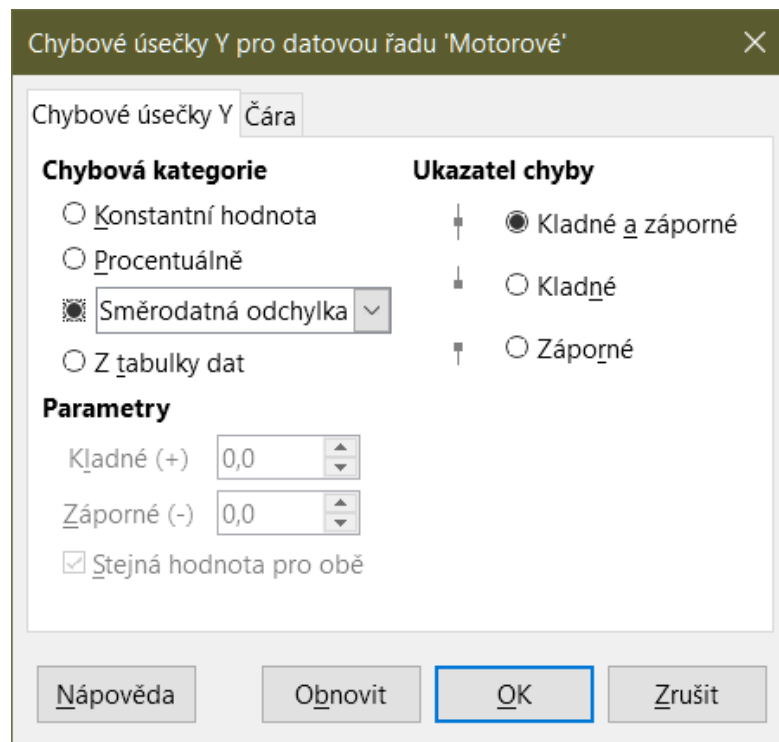 Chybové úsečky Y pro datovou řadu 'Motorové'
Chybové úsečky Y
Čára
Chybová kategorie
Konstantní hodnota
Procentuálně
Směrodatná odchylka
Z tabulky dat
Ukazatel chyby
Kladné a záporné
Kladné
Záporné
Parametry
Kladné (+) 0,0
Záporné (-) 0,0
Stejná hodnota pro obě
Nápověda
Obnovit
OK
Zrušit